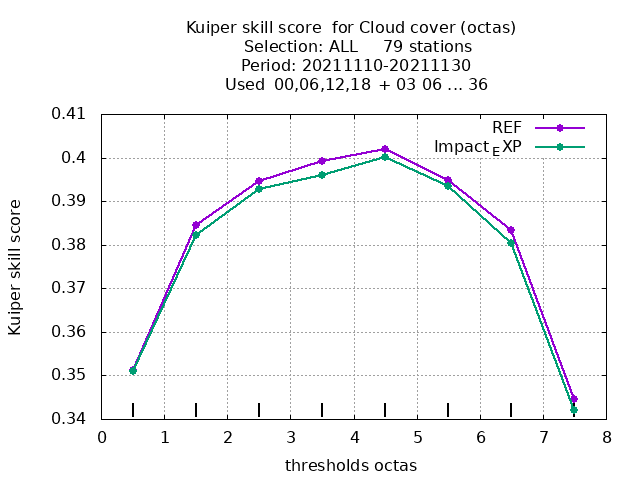 Kuiper skill score  for Cloud cover (octas)
Selection: ALL     79 stations
Period: 20211110-20211130
Used  00,06,12,18  + 03 06 ... 36
REF
Impact_EXP
0.41
0.4
0.39
0.38
0.37
0.36
0.35
0.34
Kuiper skill score
0 1 2 3 4 5 6 7 8
thresholds octas